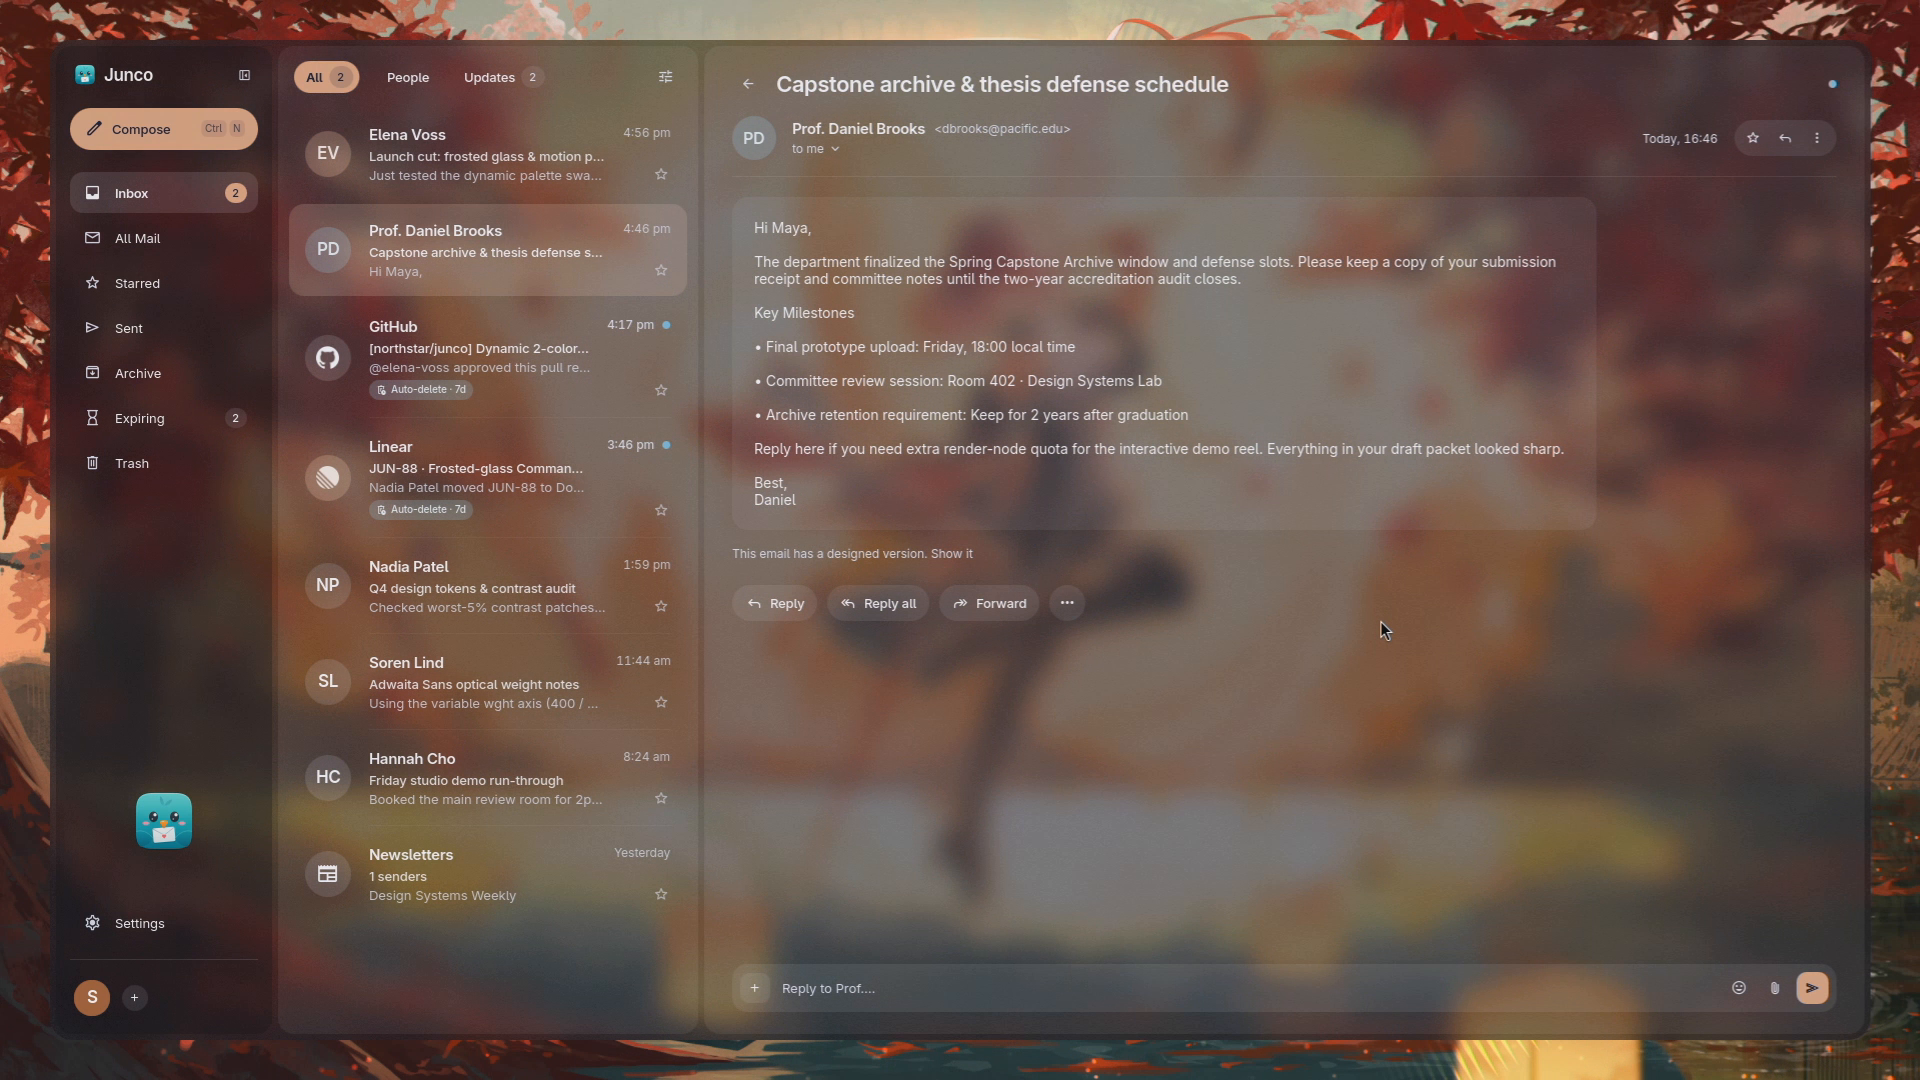 Junco
Compose Ctrl N
Inbox 2
All Mail
Starred
Sent
Archive
Expiring 2
Trash
Settings
S
All 2 People Updates 2
EV
Elena Voss 4:56 pm
Launch cut: frosted glass & motion p...
Just tested the dynamic palette swa...
PD
Prof. Daniel Brooks 4:46 pm
Capstone archive & thesis defense s...
Hi Maya,
GitHub 4:17 pm
[northstar/junco] Dynamic 2-color...
@elena-voss approved this pull re...
Auto-delete · 7d
Linear 3:46 pm
JUN-88 · Frosted-glass Comman...
Nadia Patel moved JUN-88 to Do...
Auto-delete · 7d
NP
Nadia Patel 1:59 pm
Q4 design tokens & contrast audit
Checked worst-5% contrast patches...
SL
Soren Lind 11:44 am
Adwaita Sans optical weight notes
Using the variable wght axis (400 / ...
HC
Hannah Cho 8:24 am
Friday studio demo run-through
Booked the main review room for 2p...
Newsletters Yesterday
1 senders
Design Systems Weekly
Capstone archive & thesis defense schedule
PD
Prof. Daniel Brooks <dbrooks@pacific.edu>
to me
Today, 16:46
Hi Maya,
The department finalized the Spring Capstone Archive window and defense slots. Please keep a copy of your submission
receipt and committee notes until the two-year accreditation audit closes.
Key Milestones
• Final prototype upload: Friday, 18:00 local time
• Committee review session: Room 402 · Design Systems Lab
• Archive retention requirement: Keep for 2 years after graduation
Reply here if you need extra render-node quota for the interactive demo reel. Everything in your draft packet looked sharp.
Best,
Daniel
This email has a designed version. Show it
Reply Reply all Forward
Reply to Prof....